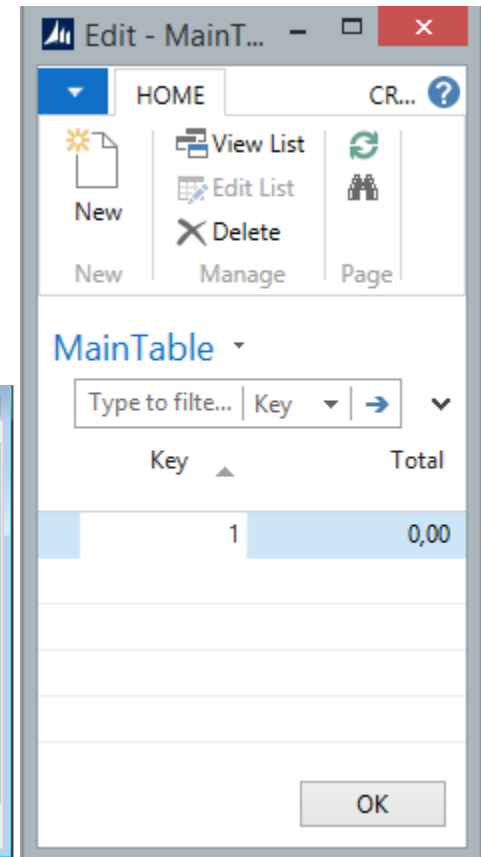 Edit - MainT...
HOME CR... ?
New
View List
Edit List
Delete
New Manage Page
MainTable
Type to filte... Key
Key Total
1 0,00
OK